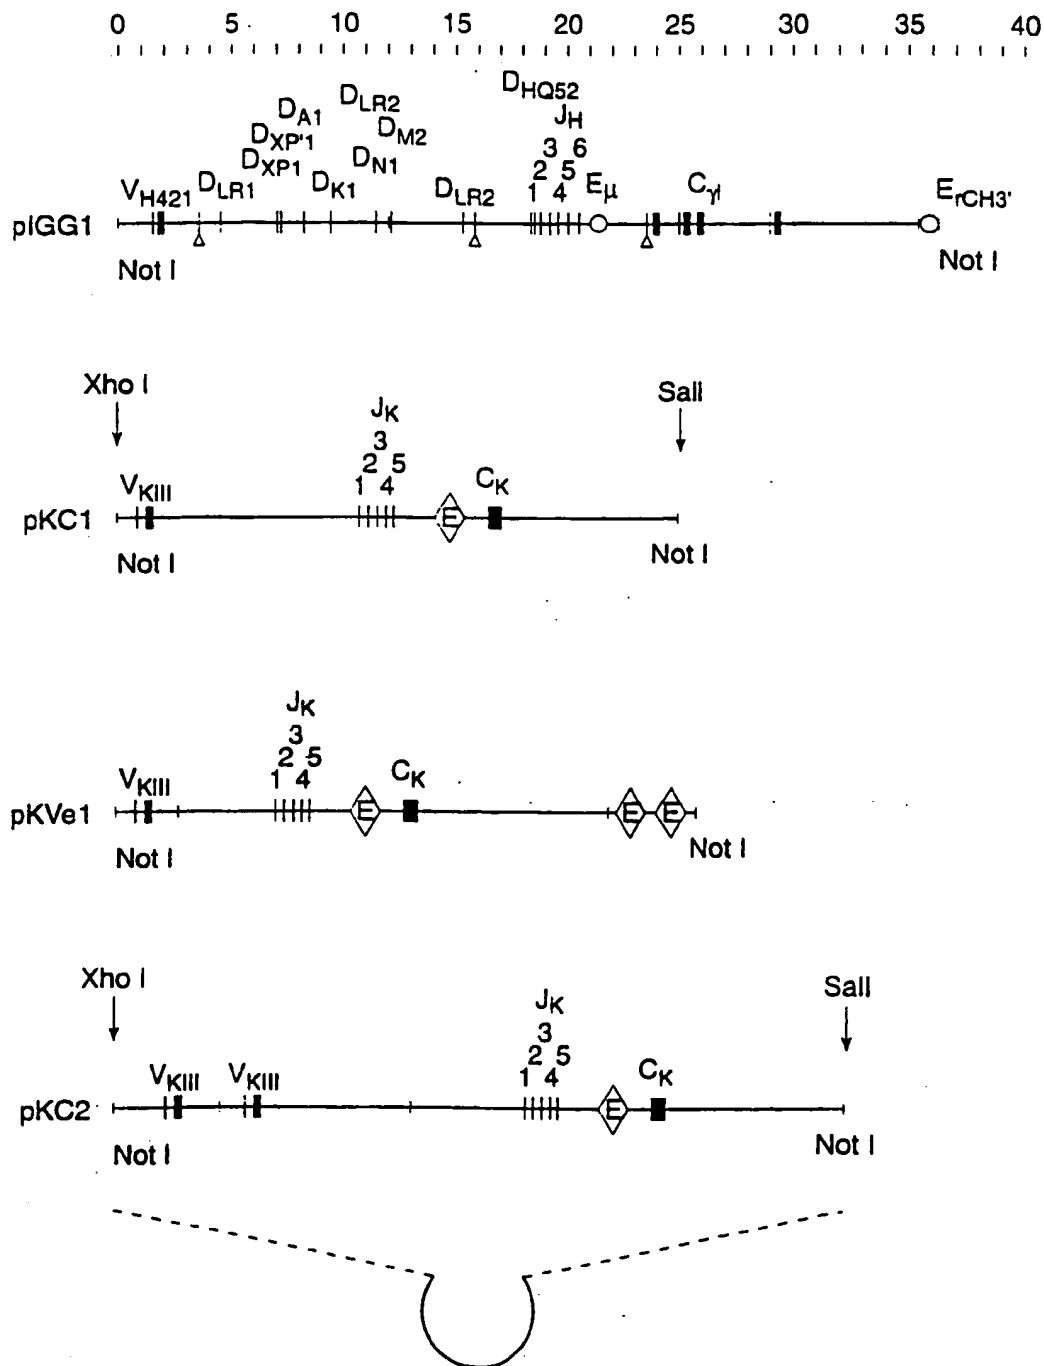 0 5 10 15 20 25 30 35 40
DHQ52
DLR2 JH
DA1 DM2 3 6
DXP'1 2 5
DXP1 DN1 1 4
VH421 DLR1 DK1 DLR2 Eμ Cγl ErCH3'
pIGG1
Not I Not I
Xho I SalI
JK
3
2 5
1 4
VKIII CK
pKC1 E
Not I Not I
JK
3
2 5
1 4
VKIII CK
pKVe1 E E E
Not I Not I
Xho I SalI
JK
3
2 5
1 4
VKIII VKIII CK
pKC2 E
Not I Not I